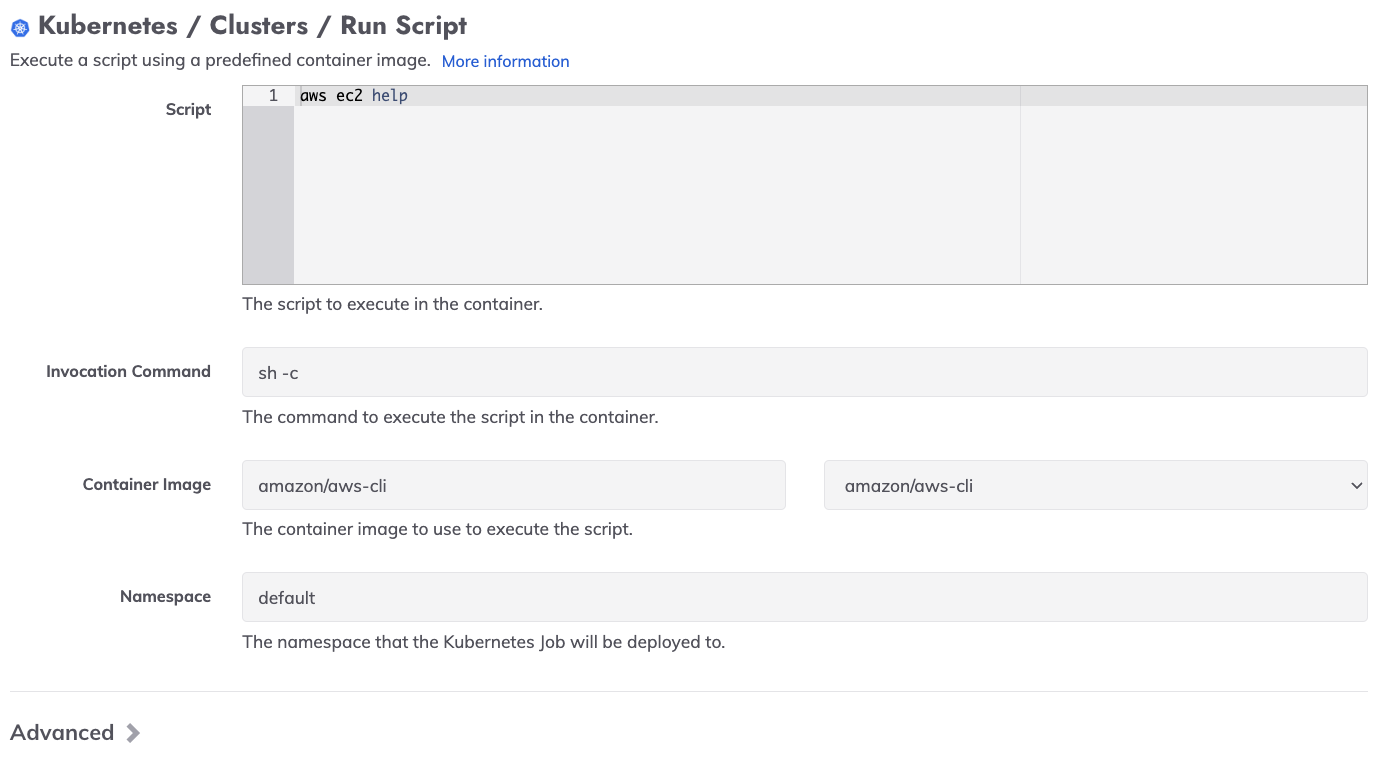 Kubernetes / Clusters / Run Script
Execute a script using a predefined container image. More information
Script
1 aws ec2 help
The script to execute in the container.
Invocation Command
sh -c
The command to execute the script in the container.
Container Image
amazon/aws-cli
amazon/aws-cli
The container image to use to execute the script.
Namespace
default
The namespace that the Kubernetes Job will be deployed to.
Advanced